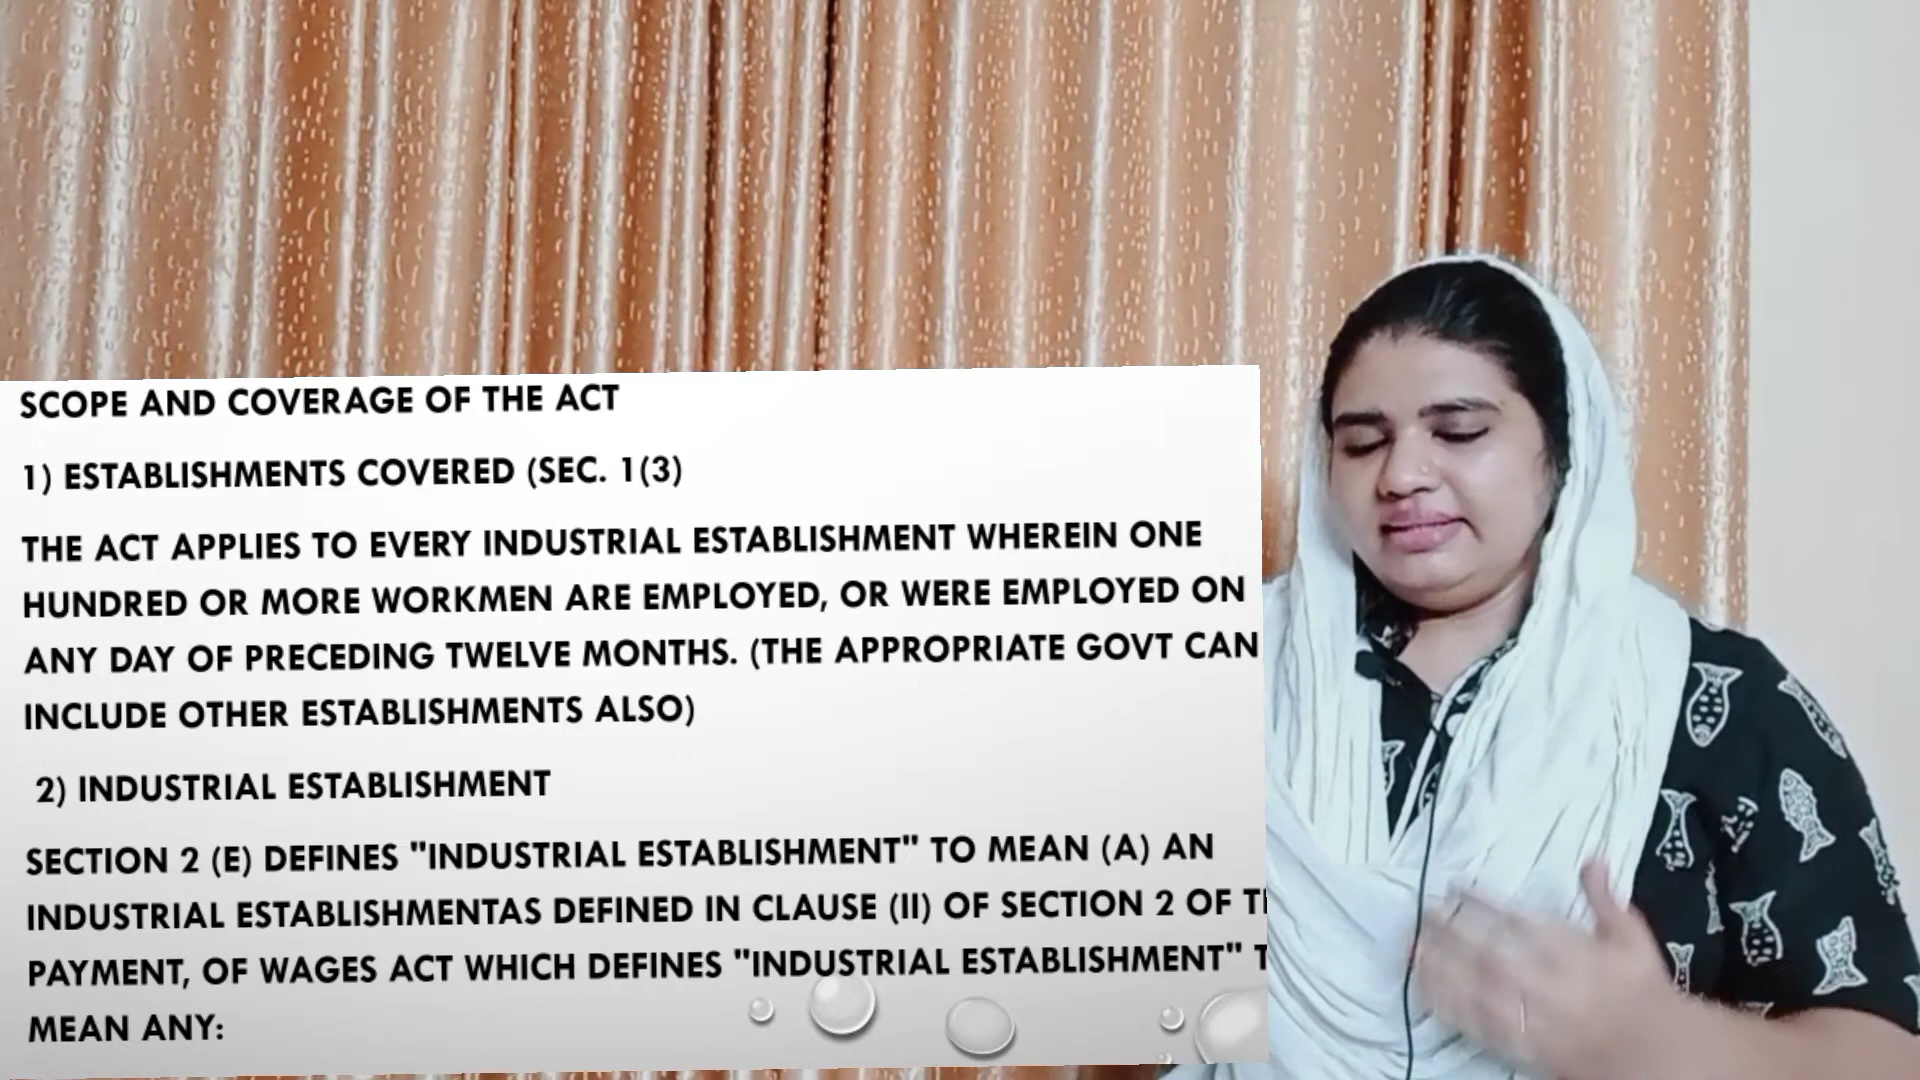 SCOPE AND COVERAGE OF THE ACT
1) ESTABLISHMENTS COVERED (SEC. 1(3)
THE ACT APPLIES TO EVERY INDUSTRIAL ESTABLISHMENT WHEREIN ONE
HUNDRED OR MORE WORKMEN ARE EMPLOYED, OR WERE EMPLOYED ON
ANY DAY OF PRECEDING TWELVE MONTHS. (THE APPROPRIATE GOVT CAN
INCLUDE OTHER ESTABLISHMENTS ALSO)
2) INDUSTRIAL ESTABLISHMENT
SECTION 2 (E) DEFINES "INDUSTRIAL ESTABLISHMENT" TO MEAN (A) AN
INDUSTRIAL ESTABLISHMENTAS DEFINED IN CLAUSE (II) OF SECTION 2 OF
PAYMENT, OF WAGES ACT WHICH DEFINES "INDUSTRIAL ESTABLISHMENT"
MEAN ANY: